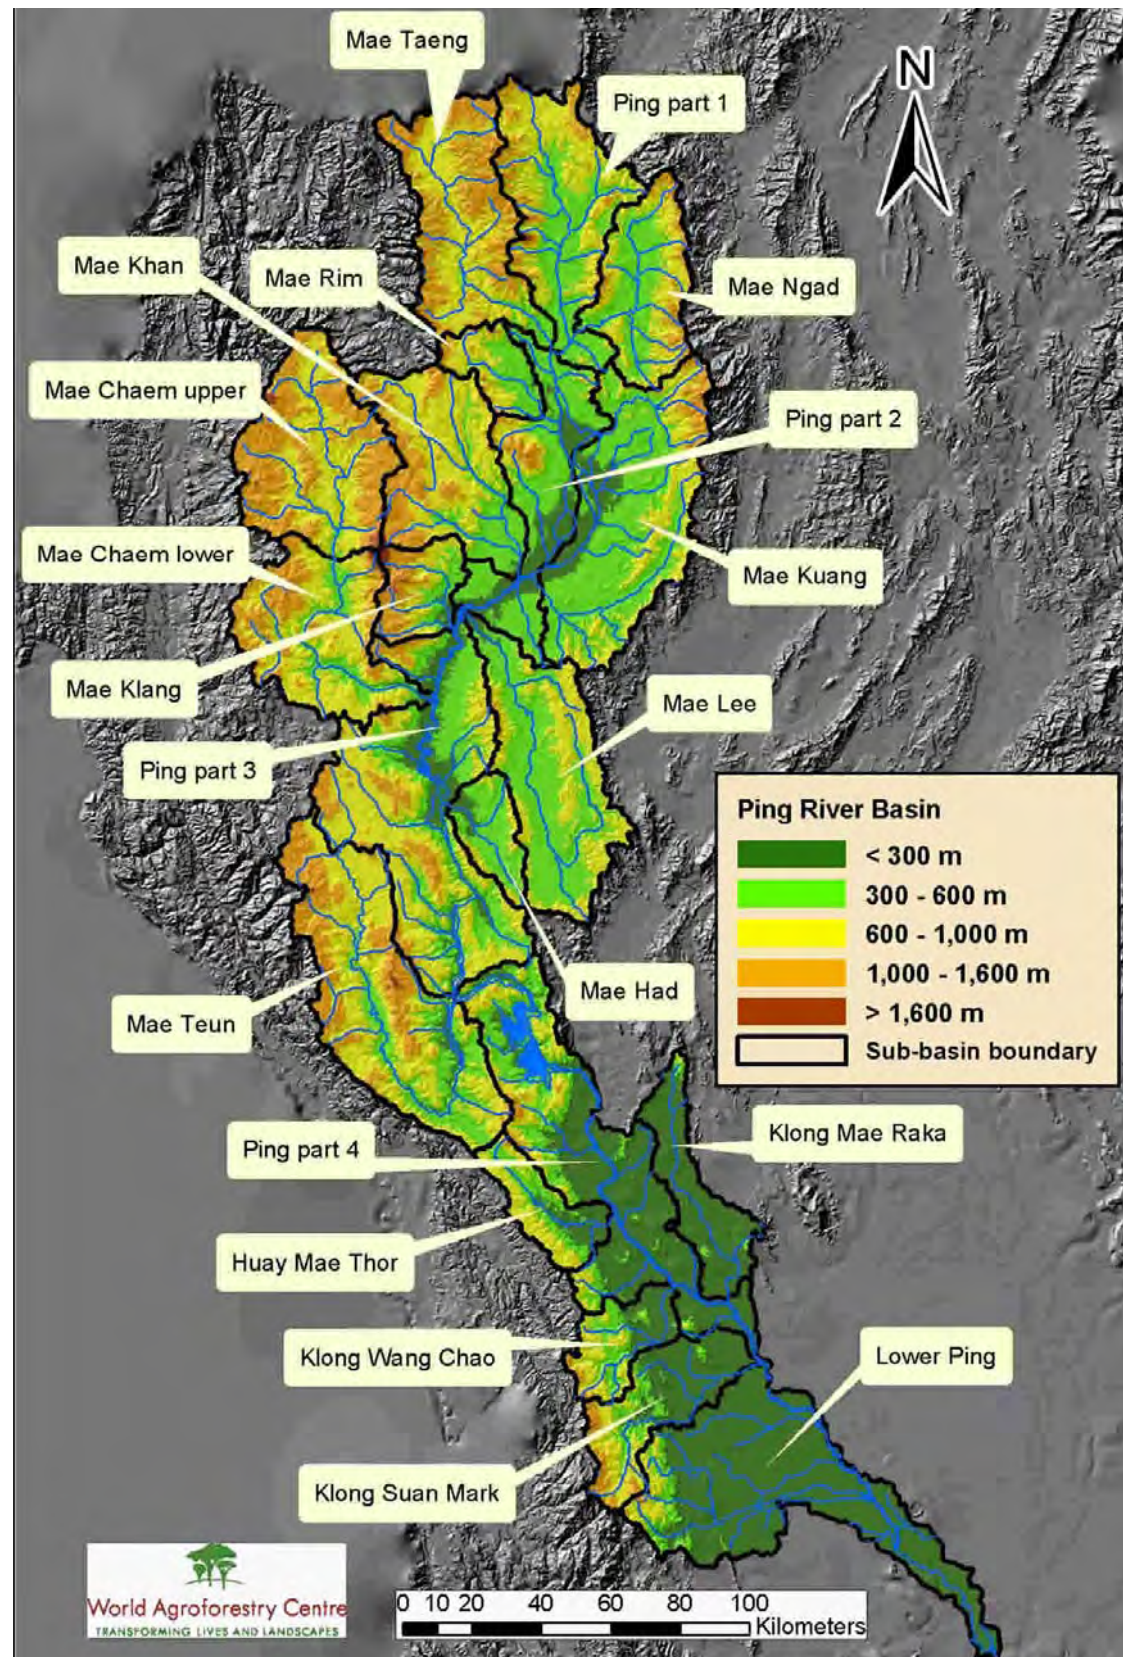 Mae Taeng
Ping part 1
N
Mae Khan
Mae Rim
Mae Ngad
Mae Chaem upper
Ping part 2
Mae Chaem lower
Mae Kuang
Mae Klang
Mae Lee
Ping part 3
Ping River Basin
< 300 m
300 - 600 m
600 - 1,000 m
1,000 - 1,600 m
> 1,600 m
Sub-basin boundary
Mae Had
Mae Teun
Klong Mae Raka
Ping part 4
Huay Mae Thor
Klong Wang Chao
Lower Ping
Klong Suan Mark
World Agroforestry Centre
TRANSFORMING LIVES AND LANDSCAPES
0 10 20 40 60 80 100
Kilometers